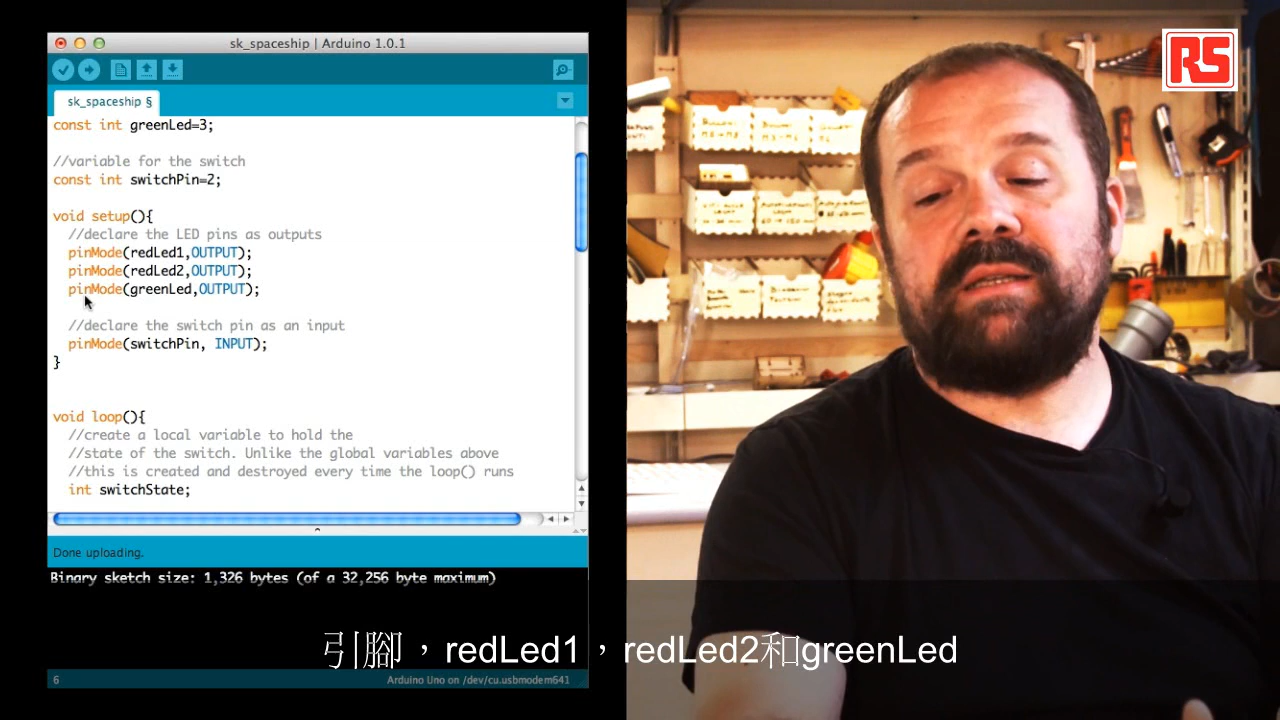 sk_spaceship | Arduino 1.0.1
sk_spaceship §
const int greenLed=3;
//variable for the switch
const int switchPin=2;
void setup(){
//declare the LED pins as outputs
pinMode(redLed1,OUTPUT);
pinMode(redLed2,OUTPUT);
pinMode(greenLed,OUTPUT);
//declare the switch pin as an input
pinMode(switchPin, INPUT);
}
void loop(){
//create a local variable to hold the
//state of the switch. Unlike the global variables above
//this is created and destroyed every time the loop() runs
int switchState;
Done uploading.
Binary sketch size: 1,326 bytes (of a 32,256 byte maximum)
6
Arduino Uno on /dev/cu.usbmodem641
RS
引腳，redLed1，redLed2和greenLed